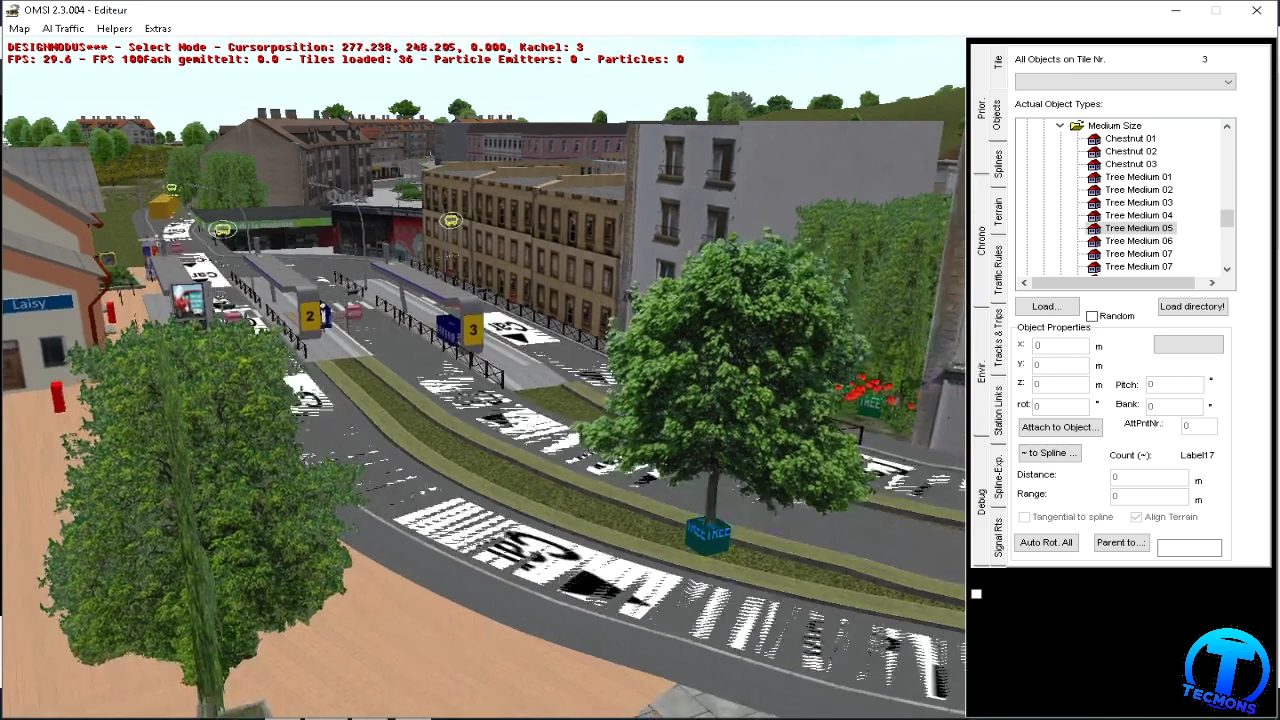 OMSI 2.3.004 - Editeur
Map AI Traffic Helpers Extras
DESIGNMODUS*** - Select Node - Cursorposition: 277.238, 248.205, 0.000, Kachel: 3
FPS: 29.6 - FPS 100Fach gemittelt: 0.0 - Tiles loaded: 36 - Particle Emitters: 0 - Particles: 0
Laisy
2
3
Car
Car
Car
TREE TREE
TREE
Prior.
Chrono
Envir.
Debug
Tile
Objects
Splines
Terrain
Traffic Rules
Tracks & Trips
Station Links
Spline-Exp.
Signal Rts
All Objects on Tile Nr. 3
Actual Object Types:
Medium Size
Chestnut 01
Chestnut 02
Chestnut 03
Tree Medium 01
Tree Medium 02
Tree Medium 03
Tree Medium 04
Tree Medium 05
Tree Medium 06
Tree Medium 07
Tree Medium 07
Load... Random Load directory!
Object Properties
x: 0 m
y: 0 m
z: 0 m Pitch: 0 °
rot: 0 ° Bank: 0 °
Attach to Object... AttPntNr.: 0
~ to Spline ... Count (~): Label17
Distance: 0 m
Range: 0 m
Tangential to spline Align Terrain
Auto Rot. All Parent to...:
T
TECMONS